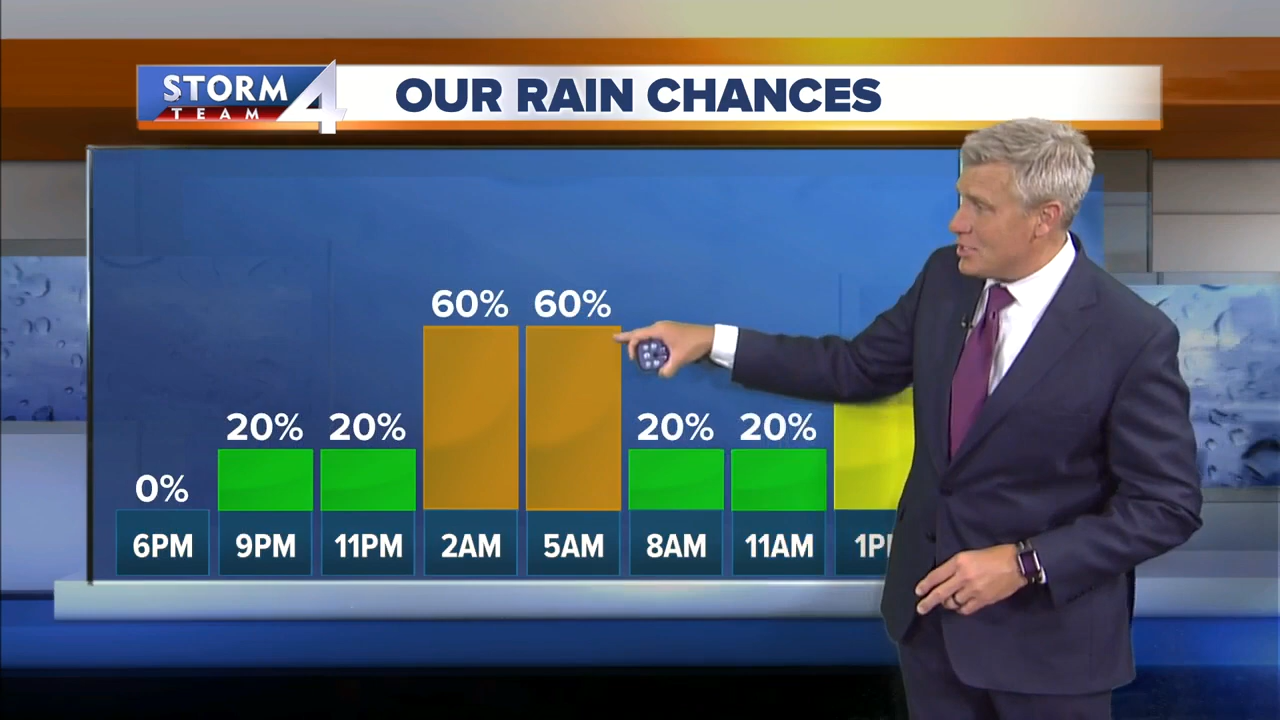 STORM
TEAM
4
OUR RAIN CHANCES
60% 60%
20% 20% 20% 20%
0%
6PM 9PM 11PM 2AM 5AM 8AM 11AM